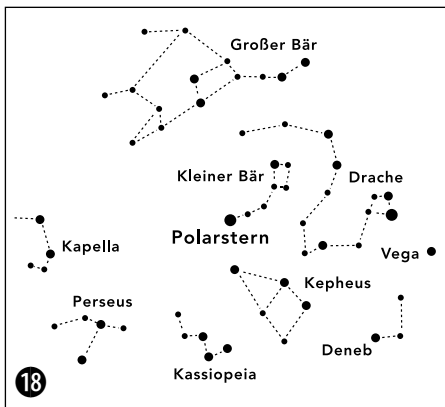 Großer Bär
Kleiner Bär
Drache
Polarstern
Kapella
Vega
Kepheus
Perseus
Deneb
Kassiopeia
18